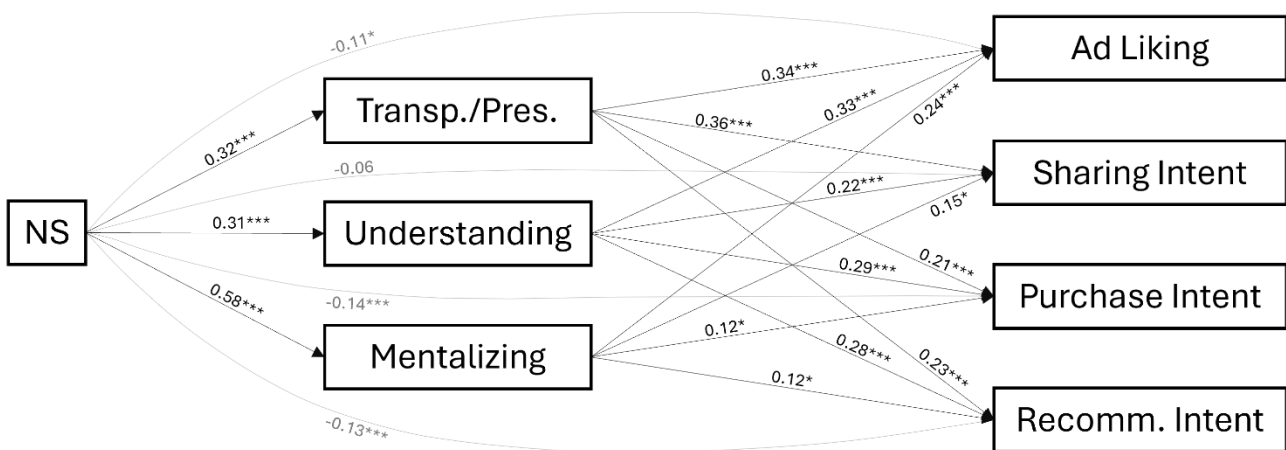 -0.11*
Ad Liking
0.34***
Transp./Pres.
0.33***
0.24***
0.36***
0.32***
-0.06
Sharing Intent
0.22***
0.15*
NS
0.31***
Understanding
0.21***
0.29***
Purchase Intent
0.58***
-0.14***
0.12*
Mentalizing
0.28***
0.23***
0.12*
-0.13***
Recomm. Intent